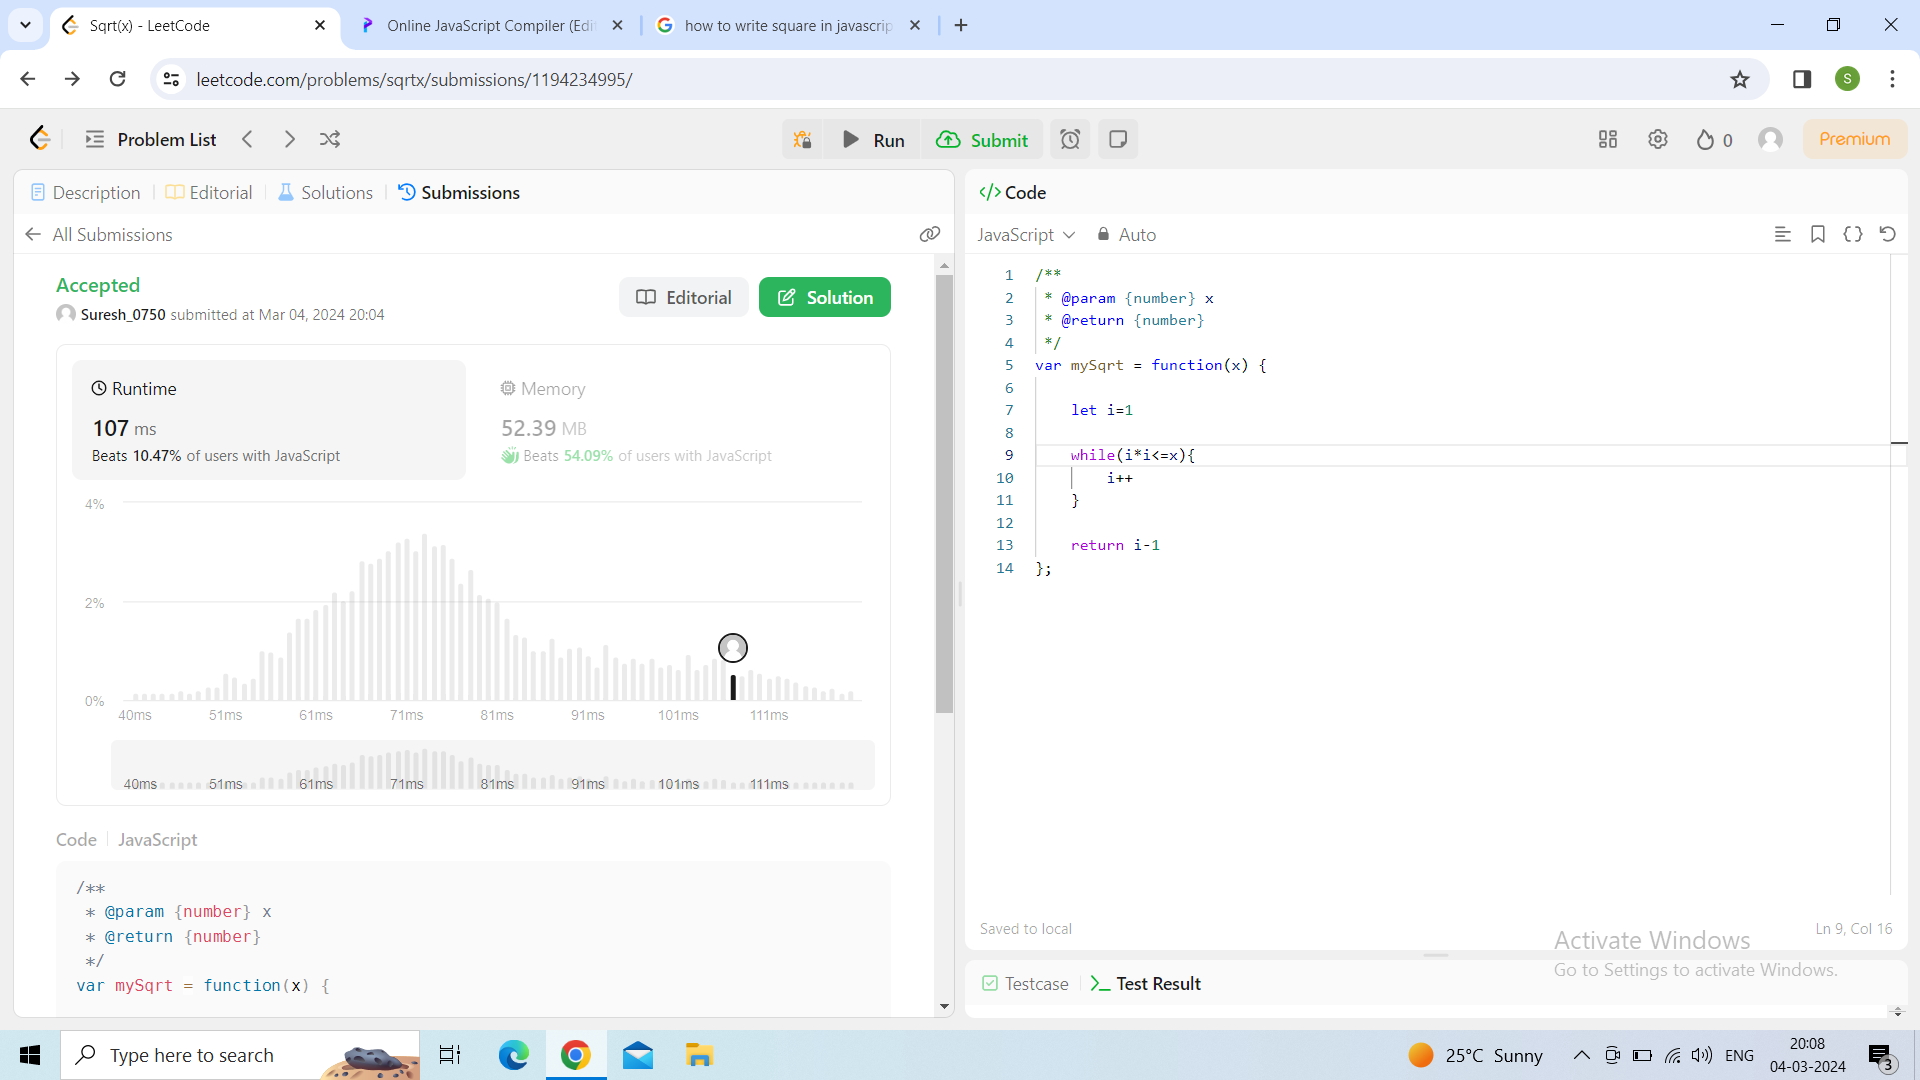 Sqrt(x) - LeetCode
Online JavaScript Compiler (Edi
how to write square in javascrip
leetcode.com/problems/sqrtx/submissions/1194234995/
S
Problem List
Run
Submit
0
Premium
Description
Editorial
Solutions
Submissions
All Submissions
Accepted
Suresh_0750 submitted at Mar 04, 2024 20:04
Editorial
Solution
Runtime
107 ms
Beats 10.47% of users with JavaScript
Memory
52.39 MB
Beats 54.09% of users with JavaScript
4%
2%
0%
40ms 51ms 61ms 71ms 81ms 91ms 101ms 111ms
40ms 51ms 61ms 71ms 81ms 91ms 101ms 111ms
Code JavaScript
/**
* @param {number} x
* @return {number}
*/
var mySqrt = function(x) {
</> Code
JavaScript
Auto
1 /**
2 * @param {number} x
3 * @return {number}
4 */
5 var mySqrt = function(x) {
6
7 let i=1
8
9 while(i*i<=x){
10 i++
11 }
12
13 return i-1
14 };
Saved to local
Ln 9, Col 16
Activate Windows
Go to Settings to activate Windows.
Testcase
Test Result
Type here to search
25°C Sunny
ENG
20:08
04-03-2024
3